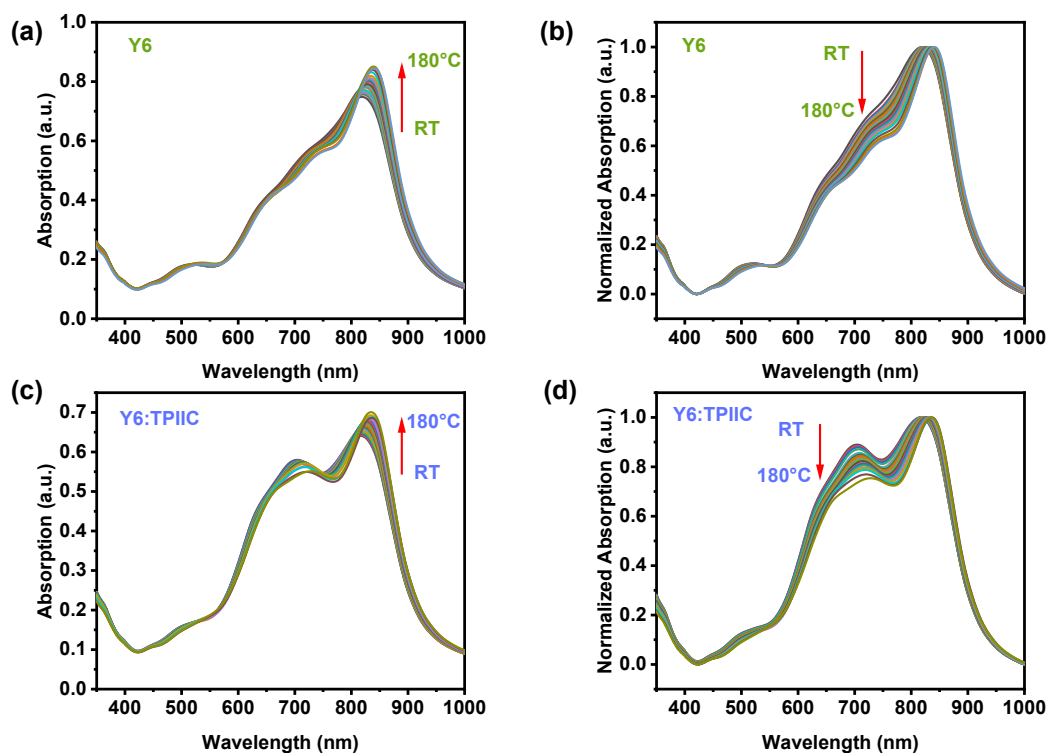 (a)
Y6
180°C
RT
1.0
0.8
0.6
0.4
0.2
0.0
Absorption (a.u.)
400 500 600 700 800 900 1000
Wavelength (nm)
(b)
Y6
RT
180°C
1.0
0.8
0.6
0.4
0.2
0.0
Normalized Absorption (a.u.)
400 500 600 700 800 900 1000
Wavelength (nm)
(c)
Y6:TPIIC
180°C
RT
0.7
0.6
0.5
0.4
0.3
0.2
0.1
0.0
Absorption (a.u.)
400 500 600 700 800 900 1000
Wavelength (nm)
(d)
Y6:TPIIC
RT
180°C
1.0
0.8
0.6
0.4
0.2
0.0
Normalized Absorption (a.u.)
400 500 600 700 800 900 1000
Wavelength (nm)